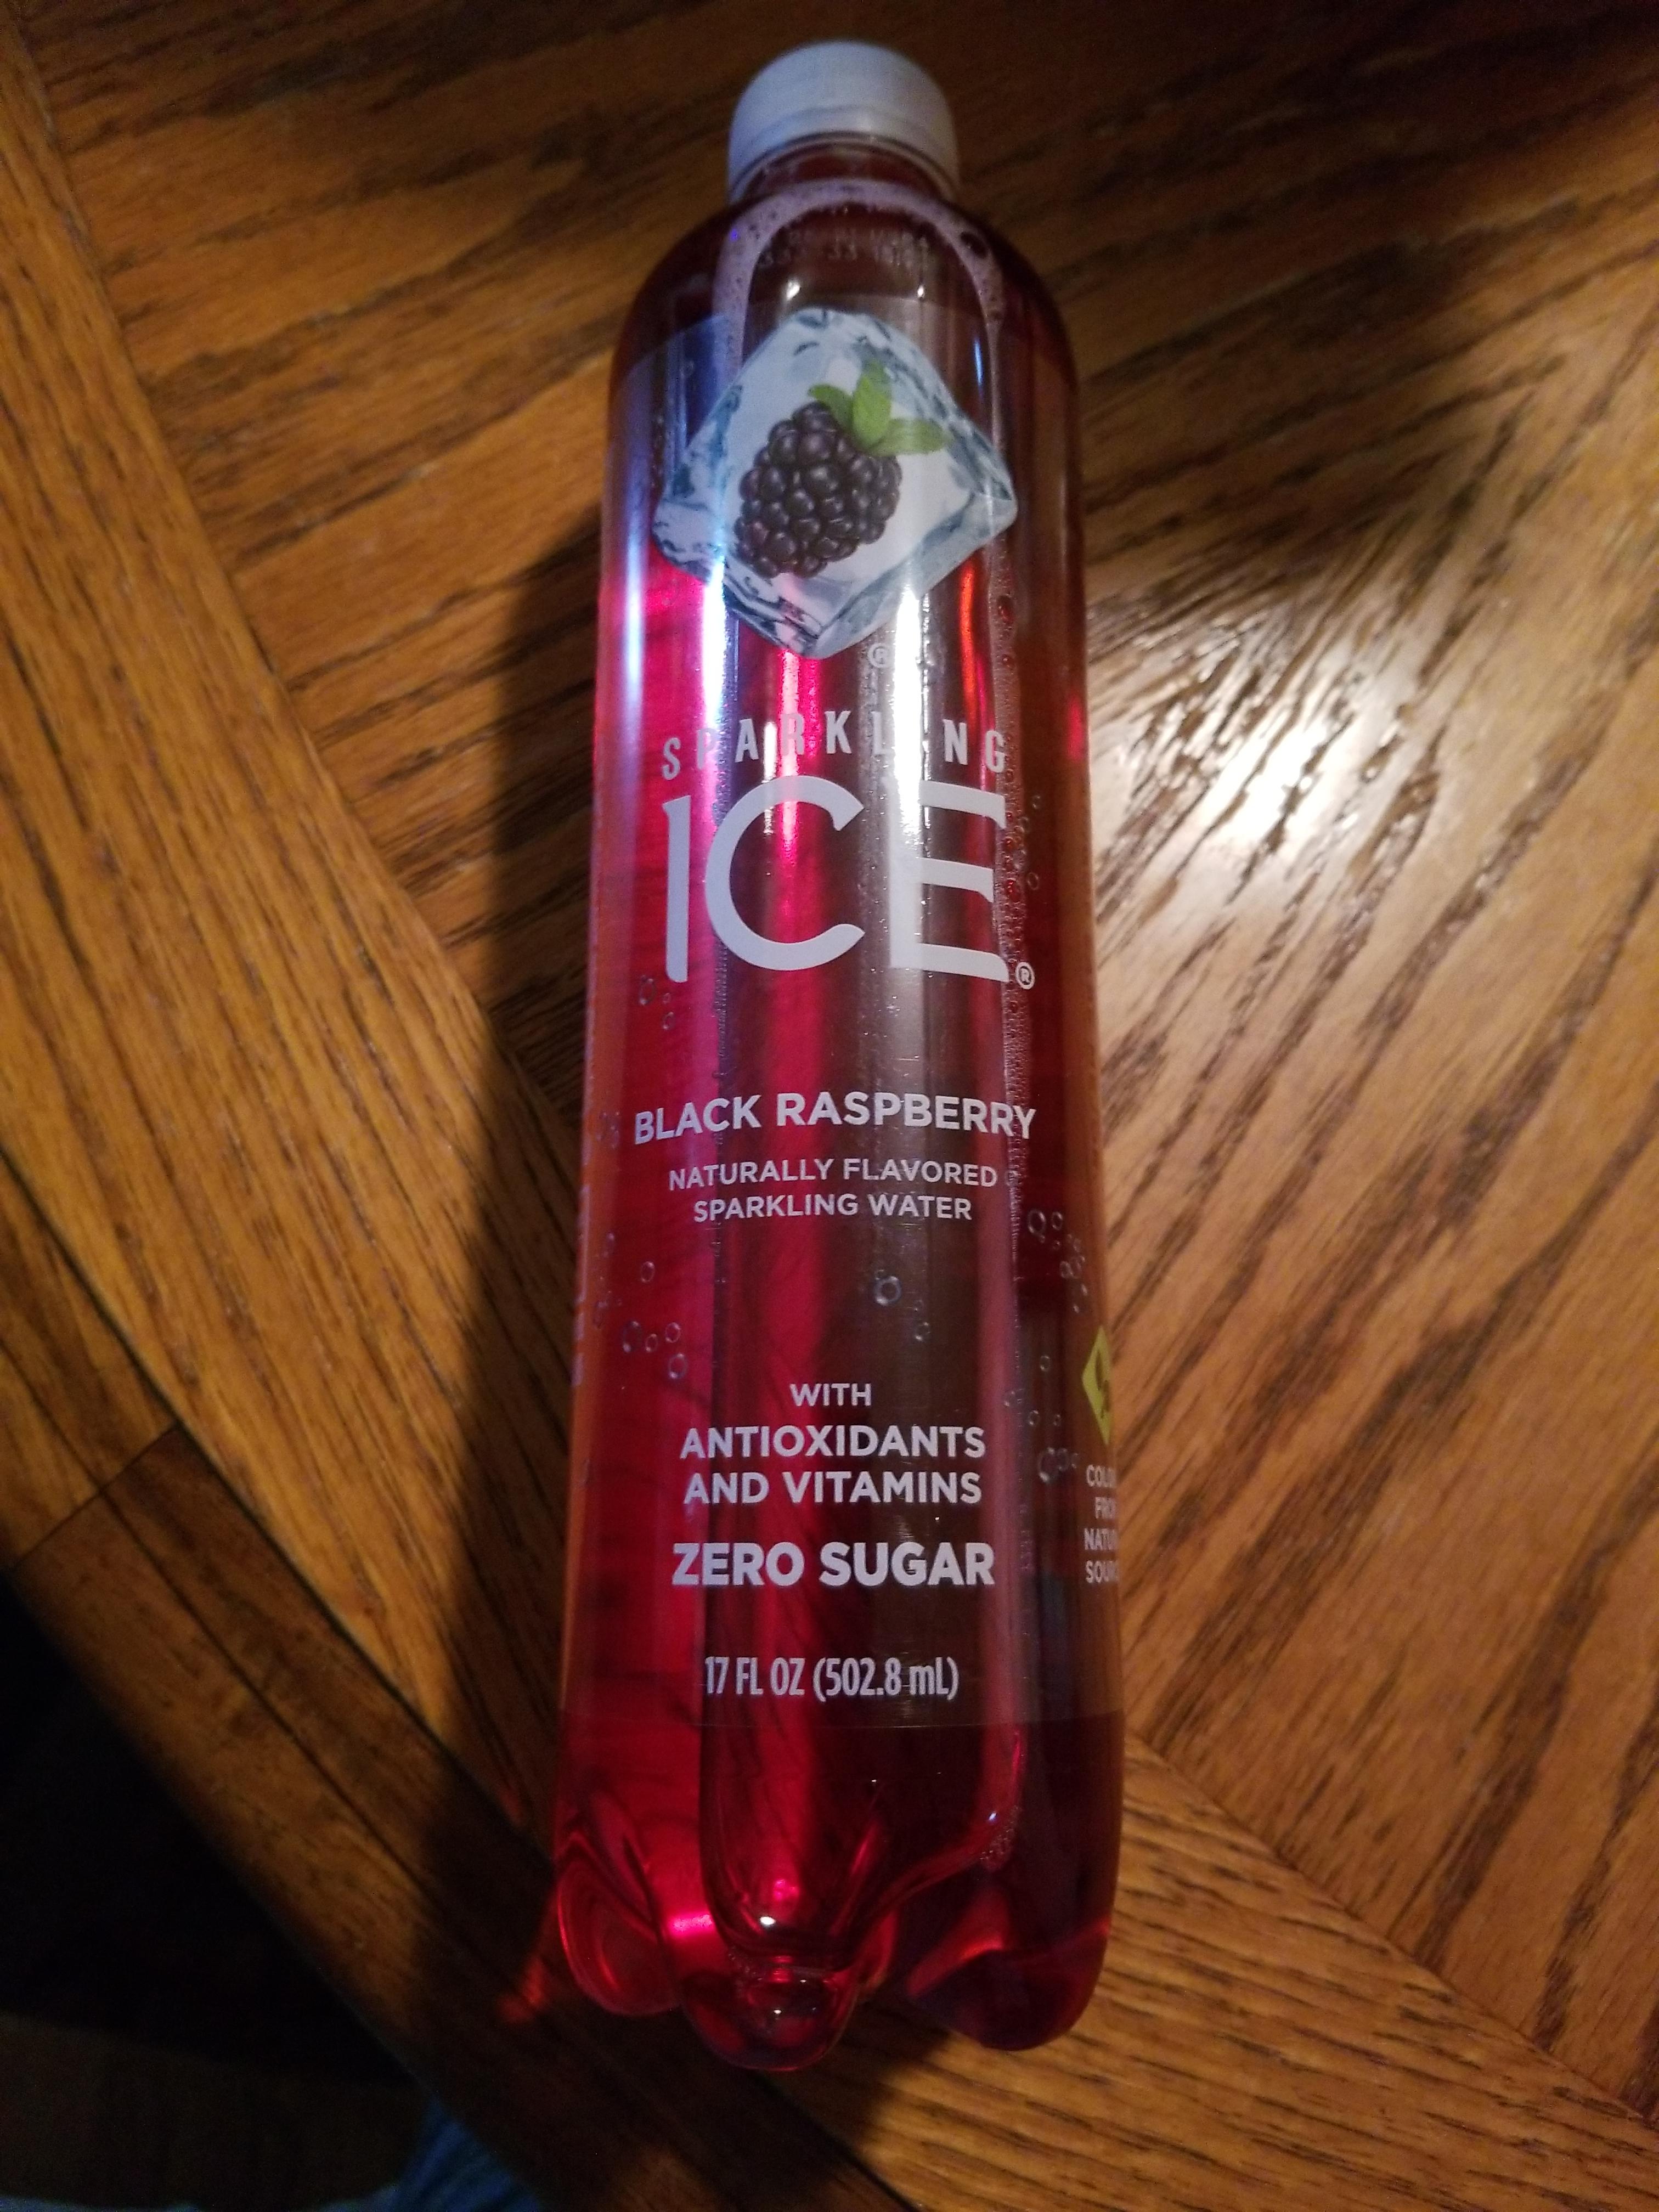 ®
SPARKLING
ICE®
BLACK RASPBERRY
NATURALLY FLAVORED
SPARKLING WATER
WITH
ANTIOXIDANTS
AND VITAMINS
ZERO SUGAR
17 FL OZ (502.8 mL)